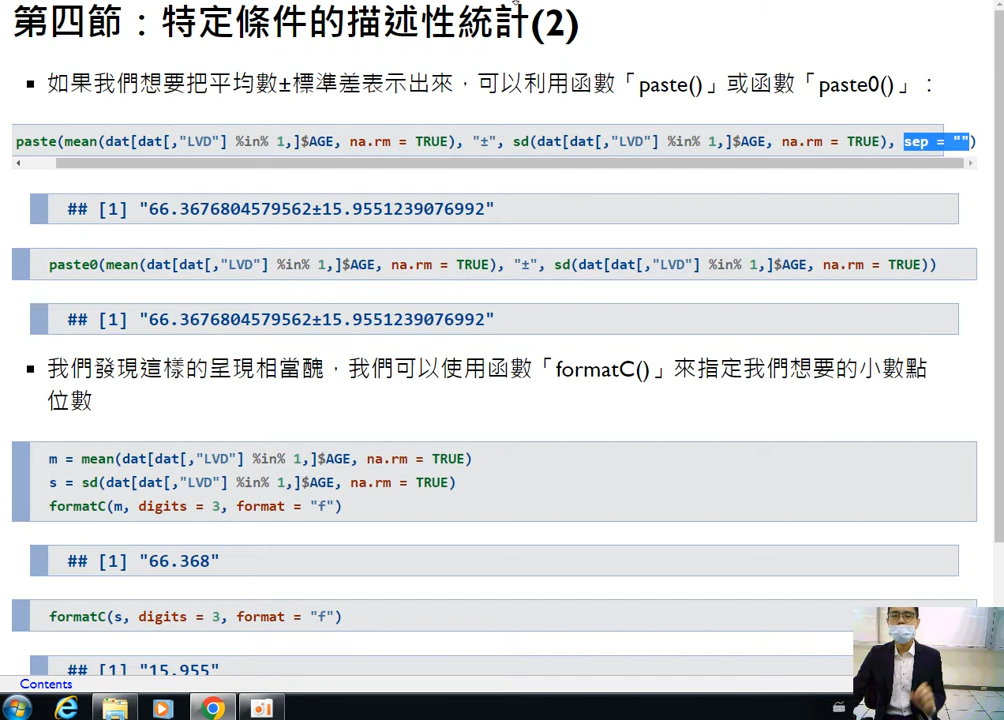 第四節：特定條件的描述性統計(2)
▪ 如果我們想要把平均數±標準差表示出來，可以利用函數「paste()」或函數「paste0()」：
paste(mean(dat[dat[,"LVD"] %in% 1,]$AGE, na.rm = TRUE), "±", sd(dat[dat[,"LVD"] %in% 1,]$AGE, na.rm = TRUE), sep = "")
## [1] "66.3676804579562±15.9551239076992"
paste0(mean(dat[dat[,"LVD"] %in% 1,]$AGE, na.rm = TRUE), "±", sd(dat[dat[,"LVD"] %in% 1,]$AGE, na.rm = TRUE))
## [1] "66.3676804579562±15.9551239076992"
▪ 我們發現這樣的呈現相當醜，我們可以使用函數「formatC()」來指定我們想要的小數點
位數
m = mean(dat[dat[,"LVD"] %in% 1,]$AGE, na.rm = TRUE)
s = sd(dat[dat[,"LVD"] %in% 1,]$AGE, na.rm = TRUE)
formatC(m, digits = 3, format = "f")
## [1] "66.368"
formatC(s, digits = 3, format = "f")
## [1] "15.955"
Contents